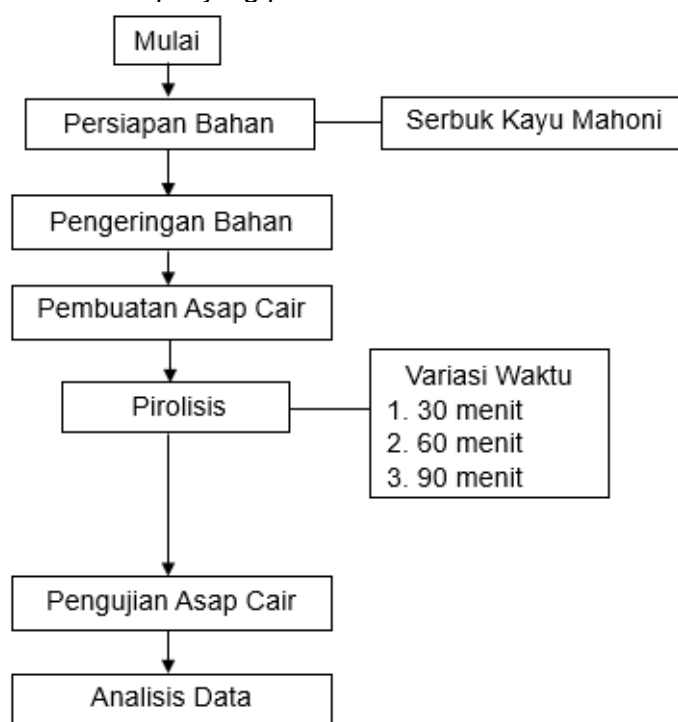 Mulai
Persiapan Bahan
Serbuk Kayu Mahoni
Pengeringan Bahan
Pembuatan Asap Cair
Pirolisis
Variasi Waktu
1. 30 menit
2. 60 menit
3. 90 menit
Pengujian Asap Cair
Analisis Data